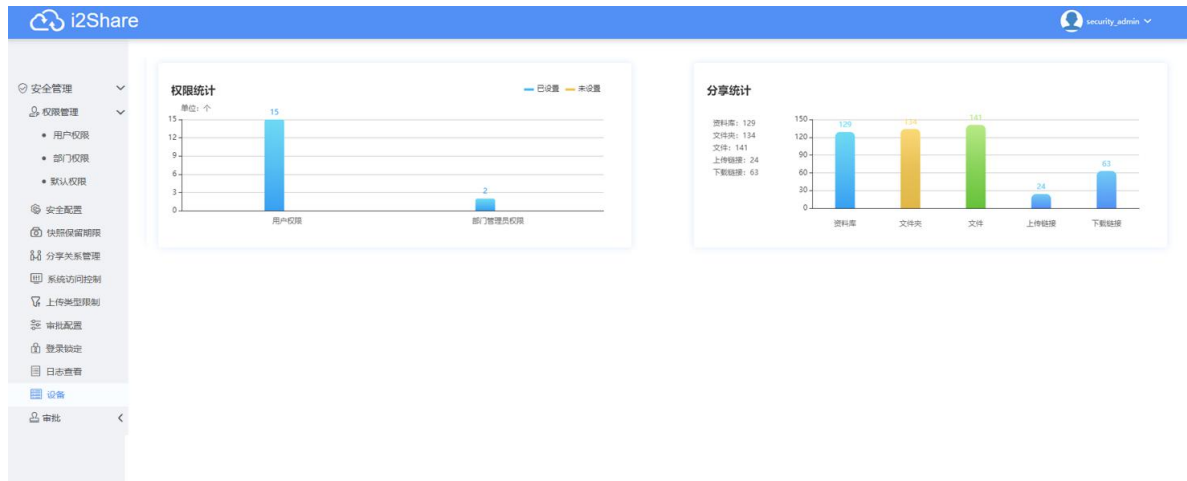 i2Share
security_admin
安全管理
权限管理
用户权限
部门权限
默认权限
安全配置
快照保留期限
分享关系管理
系统访问控制
上传类型限制
审批配置
登录锁定
日志查看
设备
审批
权限统计
已设置 未设置
单位：个
15
12
9
6
3
0
15
2
用户权限 部门管理员权限
分享统计
资料库：129
文件夹：134
文件：141
上传链接：24
下载链接：63
150
120
90
60
30
0
129 134 141 24 63
资料库 文件夹 文件 上传链接 下载链接